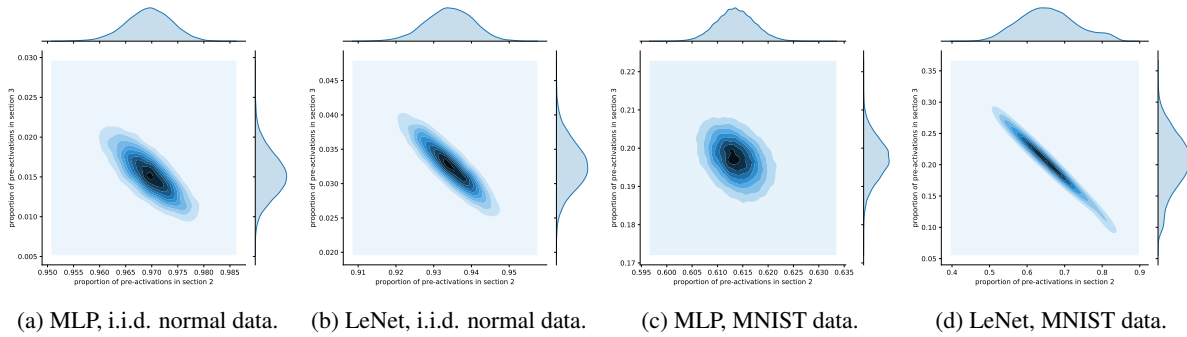 0.030
0.025
0.020
0.015
0.010
0.005
proportion of pre-activations in section 3
0.950 0.955 0.960 0.965 0.970 0.975 0.980 0.985
proportion of pre-activations in section 2
(a) MLP, i.i.d. normal data.
0.045
0.040
0.035
0.030
0.025
0.020
proportion of pre-activations in section 3
0.91 0.92 0.93 0.94 0.95
proportion of pre-activations in section 2
(b) LeNet, i.i.d. normal data.
0.22
0.21
0.20
0.19
0.18
0.17
proportion of pre-activations in section 3
0.595 0.600 0.605 0.610 0.615 0.620 0.625 0.630 0.635
proportion of pre-activations in section 2
(c) MLP, MNIST data.
0.35
0.30
0.25
0.20
0.15
0.10
0.05
proportion of pre-activations in section 3
0.4 0.5 0.6 0.7 0.8 0.9
proportion of pre-activations in section 2
(d) LeNet, MNIST data.